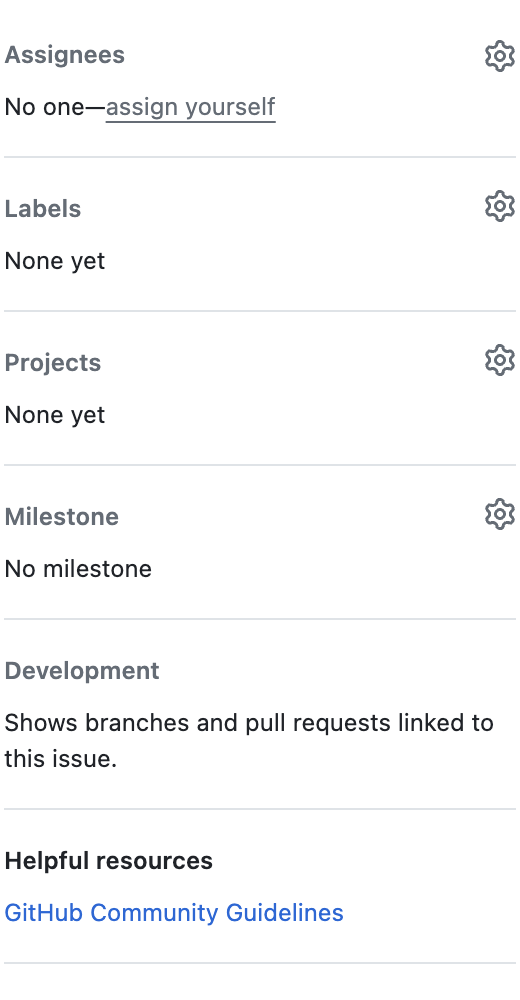 Assignees
No one—assign yourself
Labels
None yet
Projects
None yet
Milestone
No milestone
Development
Shows branches and pull requests linked to
this issue.
Helpful resources
GitHub Community Guidelines